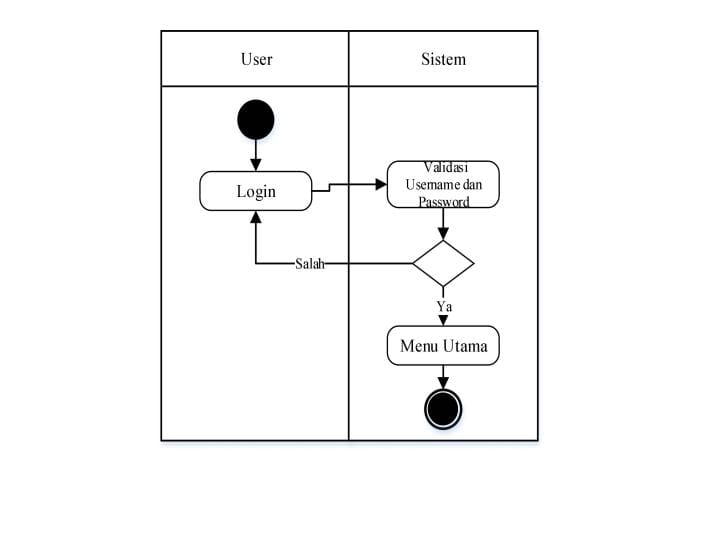 User
Sistem
Login
Validasi
Username dan
Password
Salah
Ya
Menu Utama